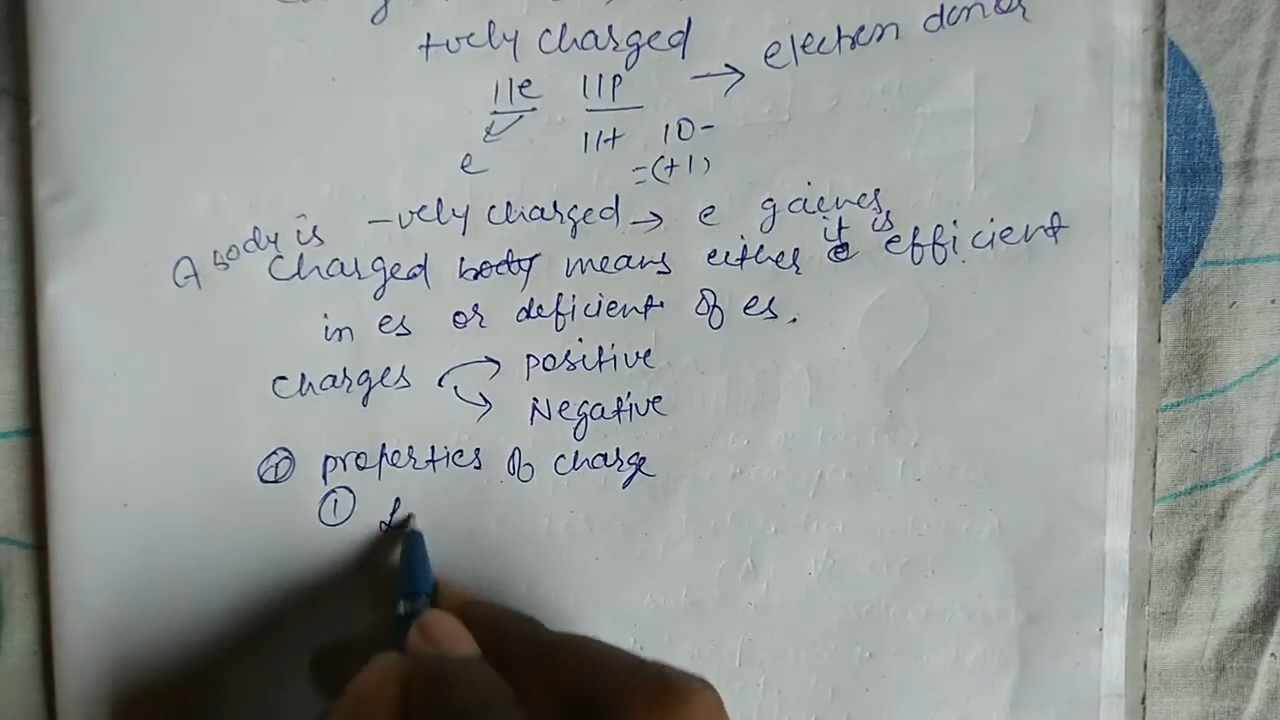 +vely charged → electron donor
11e 11p
e 11+ 10-
=(+1)
-vely charged → e gaines
A body is charged body means either e it is efficient
in es or deficient of es.
charges → positive
→ Negative
properties of charge
①